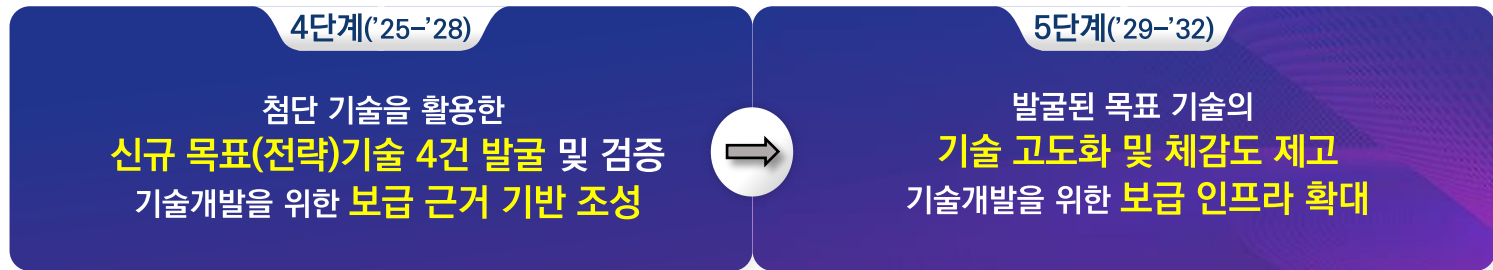 4단계('25–'28)
첨단 기술을 활용한
신규 목표(전략)기술 4건 발굴 및 검증
기술개발을 위한 보급 근거 기반 조성
5단계('29–'32)
발굴된 목표 기술의
기술 고도화 및 체감도 제고
기술개발을 위한 보급 인프라 확대